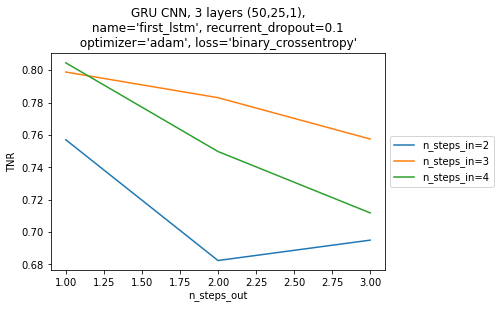 GRU CNN, 3 layers (50,25,1),
name='first_lstm', recurrent_dropout=0.1
optimizer='adam', loss='binary_crossentropy'
TNR
0.80
0.78
0.76
0.74
0.72
0.70
0.68
1.00 1.25 1.50 1.75 2.00 2.25 2.50 2.75 3.00
n_steps_out
n_steps_in=2
n_steps_in=3
n_steps_in=4